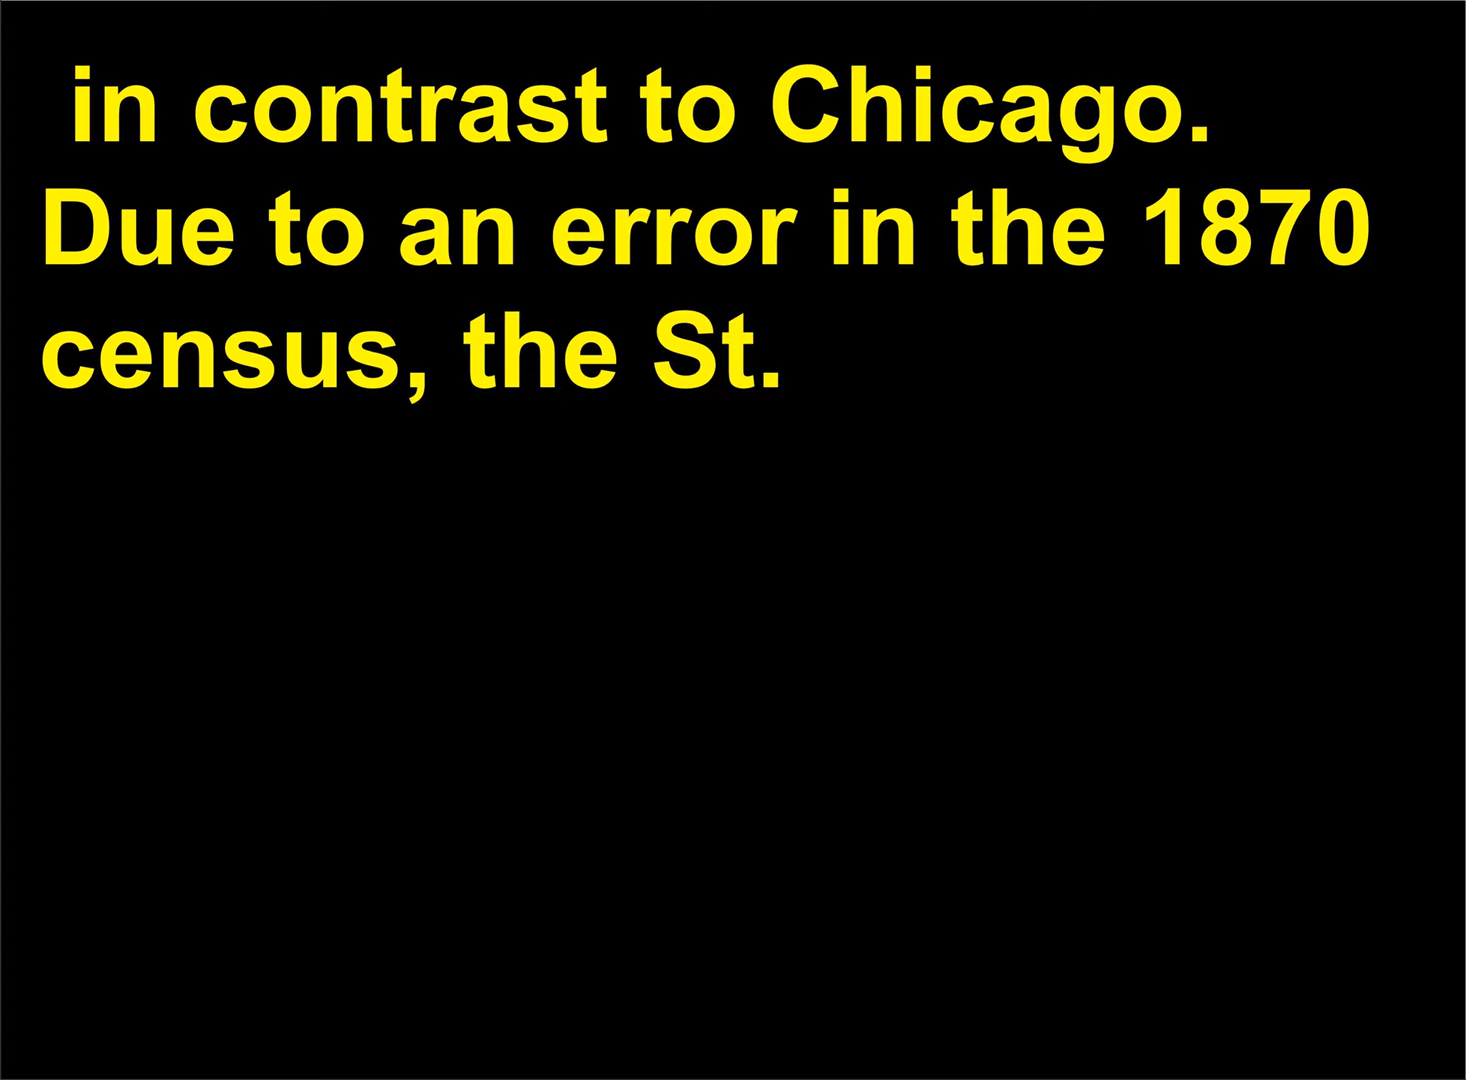 in contrast to Chicago.
Due to an error in the 1870
census, the St.